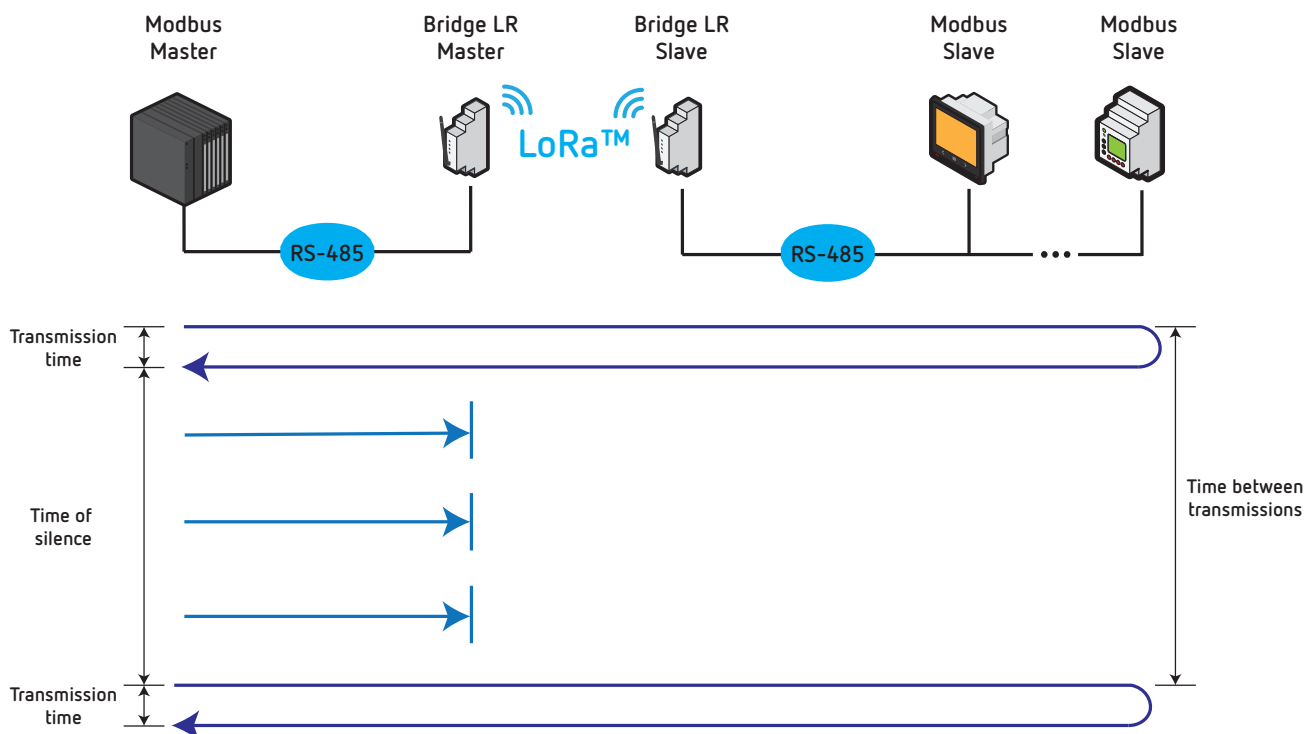 Modbus
Master
Bridge LR
Master
Bridge LR
Slave
Modbus
Slave
Modbus
Slave
LoRa™
RS-485
RS-485
Transmission
time
Time of
silence
Time between
transmissions
Transmission
time